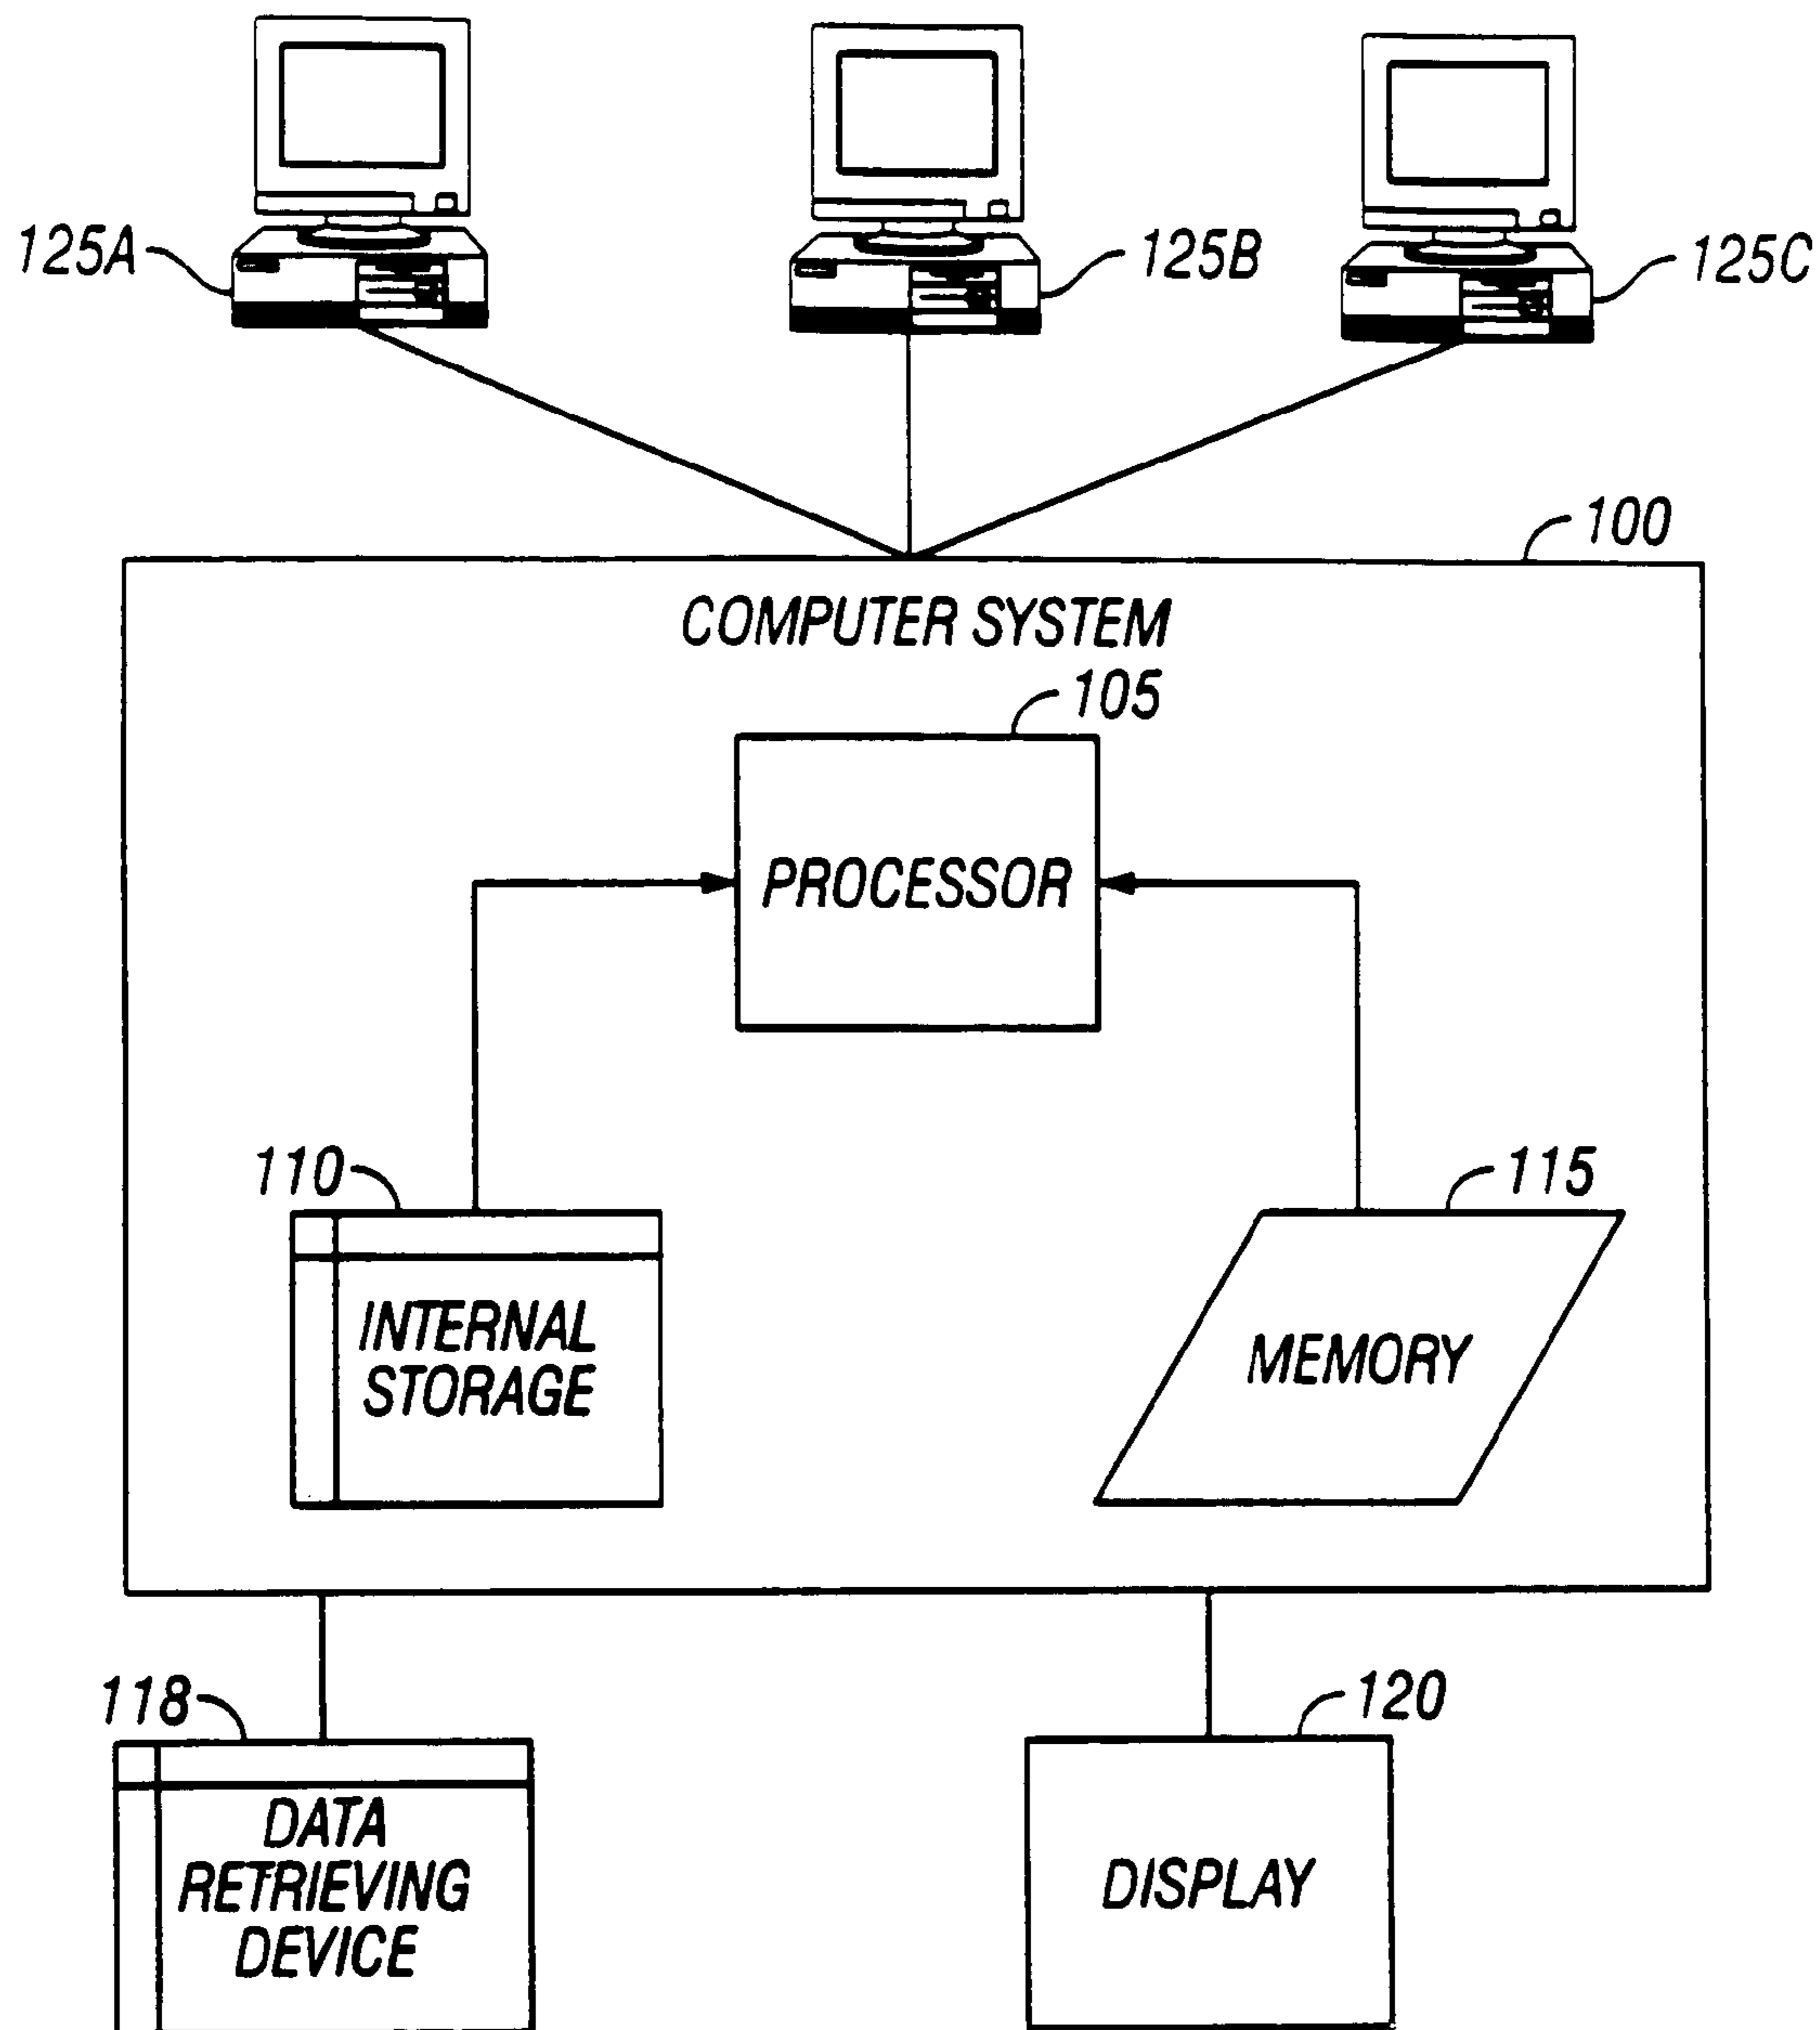 125A
125B
125C
100
COMPUTER SYSTEM
105
PROCESSOR
110
115
INTERNAL
STORAGE
MEMORY
118
120
DATA
RETRIEVING
DEVICE
DISPLAY